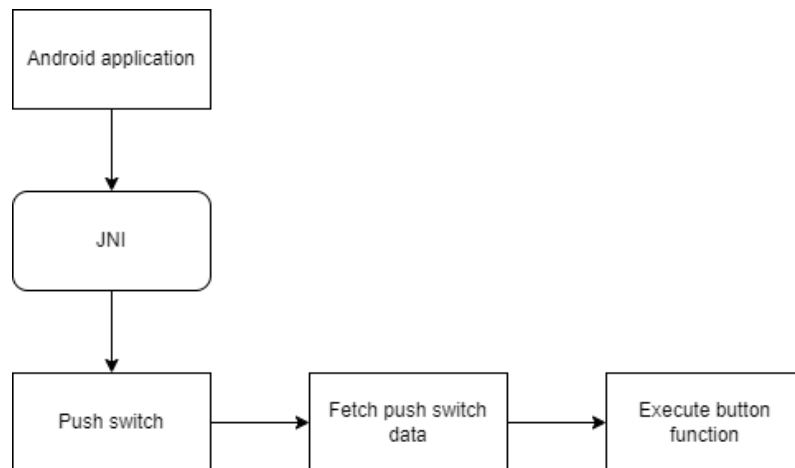 Android application
JNI
Push switch
Fetch push switch
data
Execute button
function